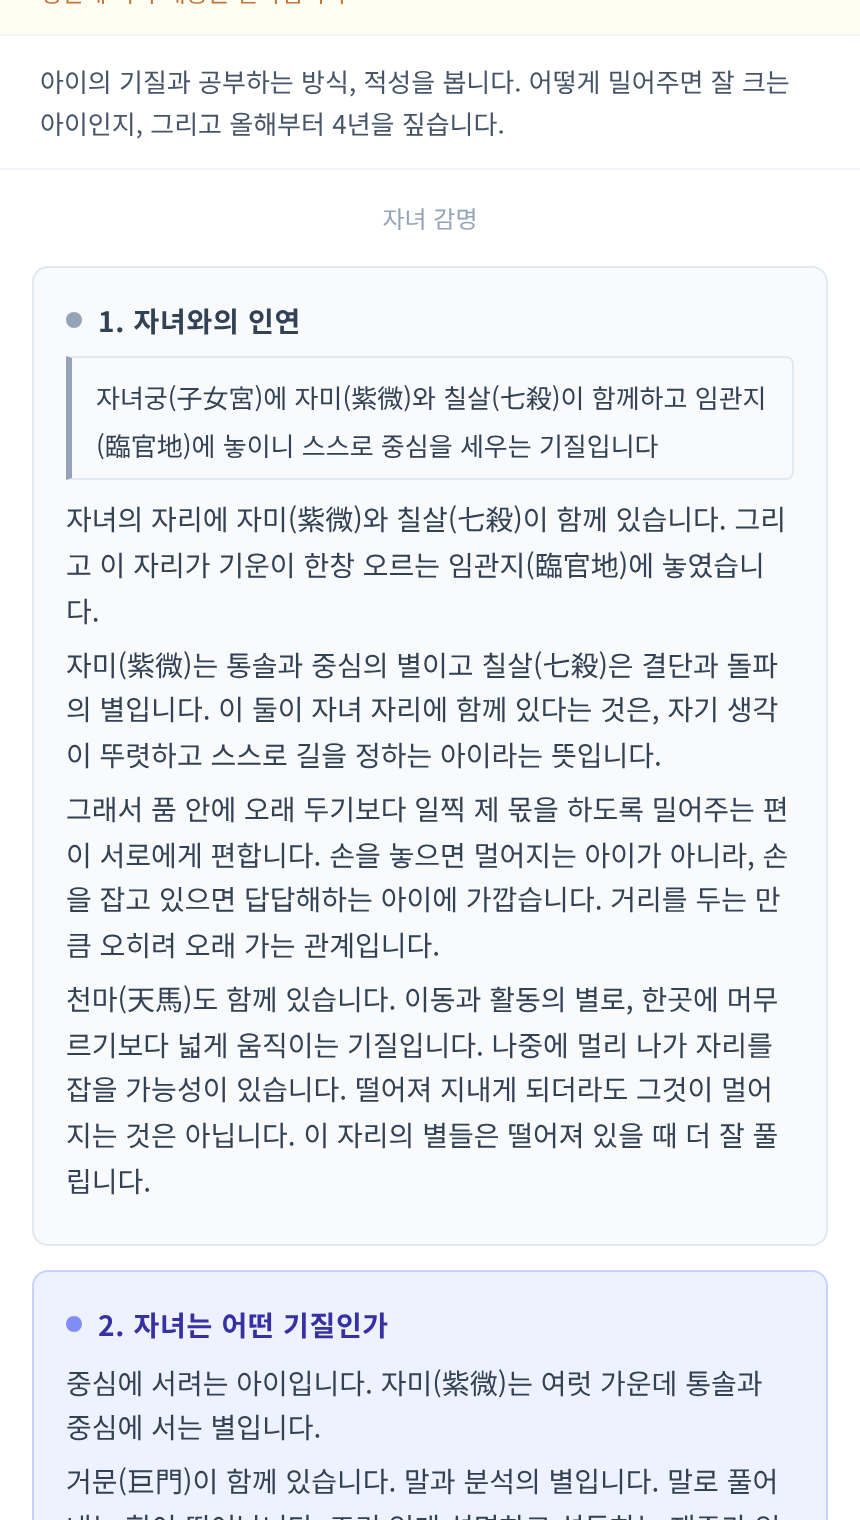 아이의 기질과 공부하는 방식, 적성을 봅니다. 어떻게 밀어주면 잘 크는
아이인지, 그리고 올해부터 4년을 짚습니다.
자녀 감명
1. 자녀와의 인연
자녀궁(子女宮)에 자미(紫微)와 칠살(七殺)이 함께하고 임관지
(臨官地)에 놓이니 스스로 중심을 세우는 기질입니다
자녀의 자리에 자미(紫微)와 칠살(七殺)이 함께 있습니다. 그리
고 이 자리가 기운이 한창 오르는 임관지(臨官地)에 놓였습니
다.
자미(紫微)는 통솔과 중심의 별이고 칠살(七殺)은 결단과 돌파
의 별입니다. 이 둘이 자녀 자리에 함께 있다는 것은, 자기 생각
이 뚜렷하고 스스로 길을 정하는 아이라는 뜻입니다.
그래서 품 안에 오래 두기보다 일찍 제 몫을 하도록 밀어주는 편
이 서로에게 편합니다. 손을 놓으면 멀어지는 아이가 아니라, 손
을 잡고 있으면 답답해하는 아이에 가깝습니다. 거리를 두는 만
큼 오히려 오래 가는 관계입니다.
천마(天馬)도 함께 있습니다. 이동과 활동의 별로, 한곳에 머무
르기보다 넓게 움직이는 기질입니다. 나중에 멀리 나가 자리를
잡을 가능성이 있습니다. 떨어져 지내게 되더라도 그것이 멀어
지는 것은 아닙니다. 이 자리의 별들은 떨어져 있을 때 더 잘 풀
립니다.
2. 자녀는 어떤 기질인가
중심에 서려는 아이입니다. 자미(紫微)는 여럿 가운데 통솔과
중심에 서는 별입니다.
거문(巨門)이 함께 있습니다. 말과 분석의 별입니다. 말로 풀어